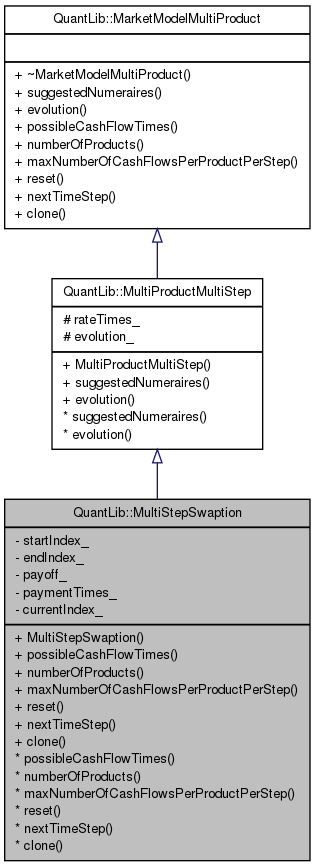 QuantLib::MarketModelMultiProduct
+ ~MarketModelMultiProduct()
+ suggestedNumeraires()
+ evolution()
+ possibleCashFlowTimes()
+ numberOfProducts()
+ maxNumberOfCashFlowsPerProductPerStep()
+ reset()
+ nextTimeStep()
+ clone()
QuantLib::MultiProductMultiStep
# rateTimes_
# evolution_
+ MultiProductMultiStep()
+ suggestedNumeraires()
+ evolution()
* suggestedNumeraires()
* evolution()
QuantLib::MultiStepSwaption
- startIndex_
- endIndex_
- payoff_
- paymentTimes_
- currentIndex_
+ MultiStepSwaption()
+ possibleCashFlowTimes()
+ numberOfProducts()
+ maxNumberOfCashFlowsPerProductPerStep()
+ reset()
+ nextTimeStep()
+ clone()
* possibleCashFlowTimes()
* numberOfProducts()
* maxNumberOfCashFlowsPerProductPerStep()
* reset()
* nextTimeStep()
* clone()